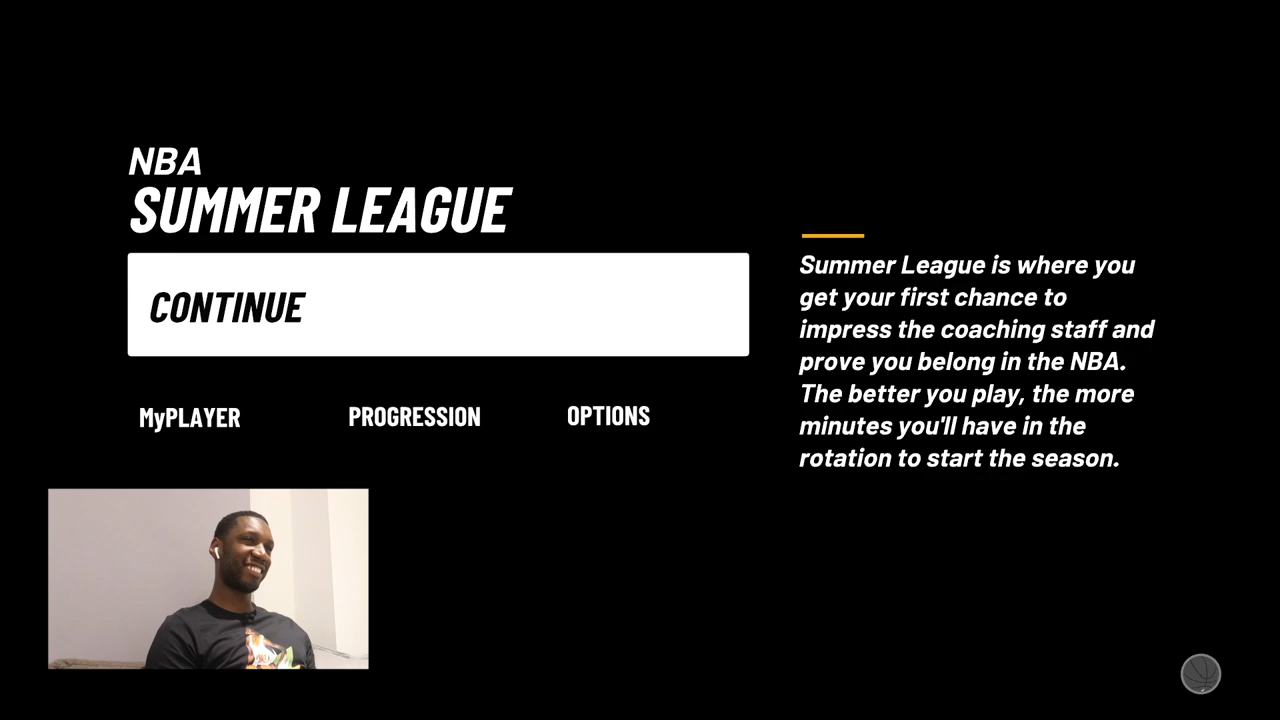 NBA
SUMMER LEAGUE
CONTINUE
MyPLAYER PROGRESSION OPTIONS
Summer League is where you
get your first chance to
impress the coaching staff and
prove you belong in the NBA.
The better you play, the more
minutes you'll have in the
rotation to start the season.